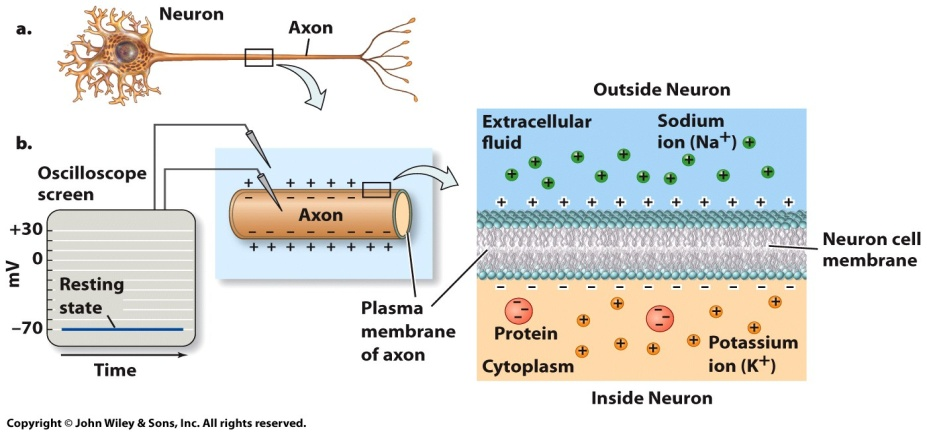 a.
Neuron
Axon
b.
Oscilloscope
screen
+30
0
mV
Resting
state
–70
Time
Axon
+ + + + +
– – – – –
– – – – – – – –
+ + + + + + + +
Plasma
membrane
of axon
Outside Neuron
Extracellular
fluid
Sodium
ion (Na⁺)
+ + + + + + + + + +
+ + + + + + + + + +
Neuron cell
membrane
– – – – – – – – – –
Protein
Cytoplasm
Potassium
ion (K⁺)
Inside Neuron
Copyright © John Wiley & Sons, Inc. All rights reserved.